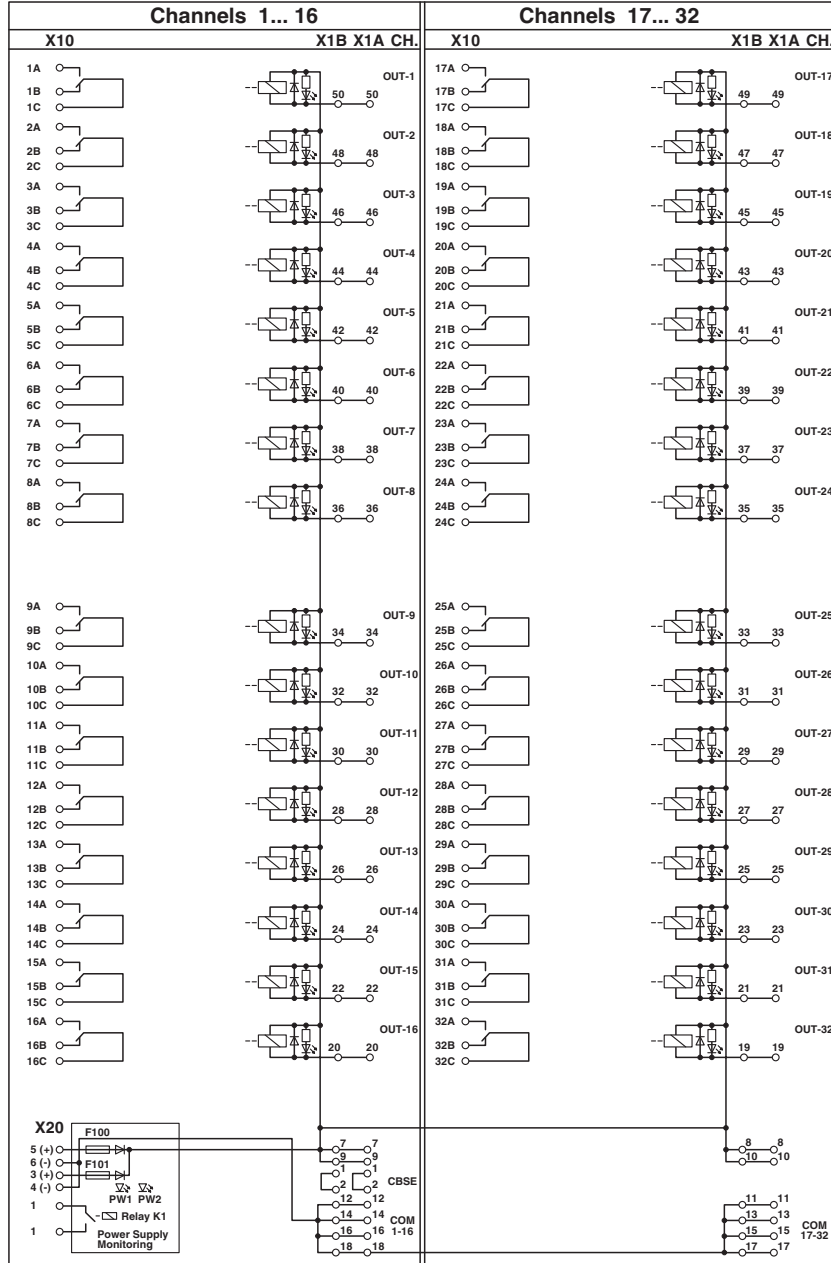 Channels 1... 16
X10 X1B X1A CH.
1A
OUT-1
1B 50 50
1C
2A
OUT-2
2B 48 48
2C
3A
OUT-3
3B 46 46
3C
4A
OUT-4
4B 44 44
4C
5A
OUT-5
5B 42 42
5C
6A
OUT-6
6B 40 40
6C
7A
OUT-7
7B 38 38
7C
8A
OUT-8
8B 36 36
8C
9A
OUT-9
9B 34 34
9C
10A
OUT-10
10B 32 32
10C
11A
OUT-11
11B 30 30
11C
12A
OUT-12
12B 28 28
12C
13A
OUT-13
13B 26 26
13C
14A
OUT-14
14B 24 24
14C
15A
OUT-15
15B 22 22
15C
16A
OUT-16
16B 20 20
16C
Channels 17... 32
X10 X1B X1A CH.
17A
OUT-17
17B 49 49
17C
18A
OUT-18
18B 47 47
18C
19A
OUT-19
19B 45 45
19C
20A
OUT-20
20B 43 43
20C
21A
OUT-21
21B 41 41
21C
22A
OUT-22
22B 39 39
22C
23A
OUT-23
23B 37 37
23C
24A
OUT-24
24B 35 35
24C
25A
OUT-25
25B 33 33
25C
26A
OUT-26
26B 31 31
26C
27A
OUT-27
27B 29 29
27C
28A
OUT-28
28B 27 27
28C
29A
OUT-29
29B 25 25
29C
30A
OUT-30
30B 23 23
30C
31A
OUT-31
31B 21 21
31C
32A
OUT-32
32B 19 19
32C
X20
F100
5 (+)
6 (-)
F101
3 (+)
4 (-)
PW1 PW2
1
Relay K1
1
Power Supply
Monitoring
7 7
9 9
1 1
CBSE
2 2
12 12
14 14 COM
16 16 1-16
18 18
8 8
10 10
11 11
13 13
COM
15 15
17-32
17 17